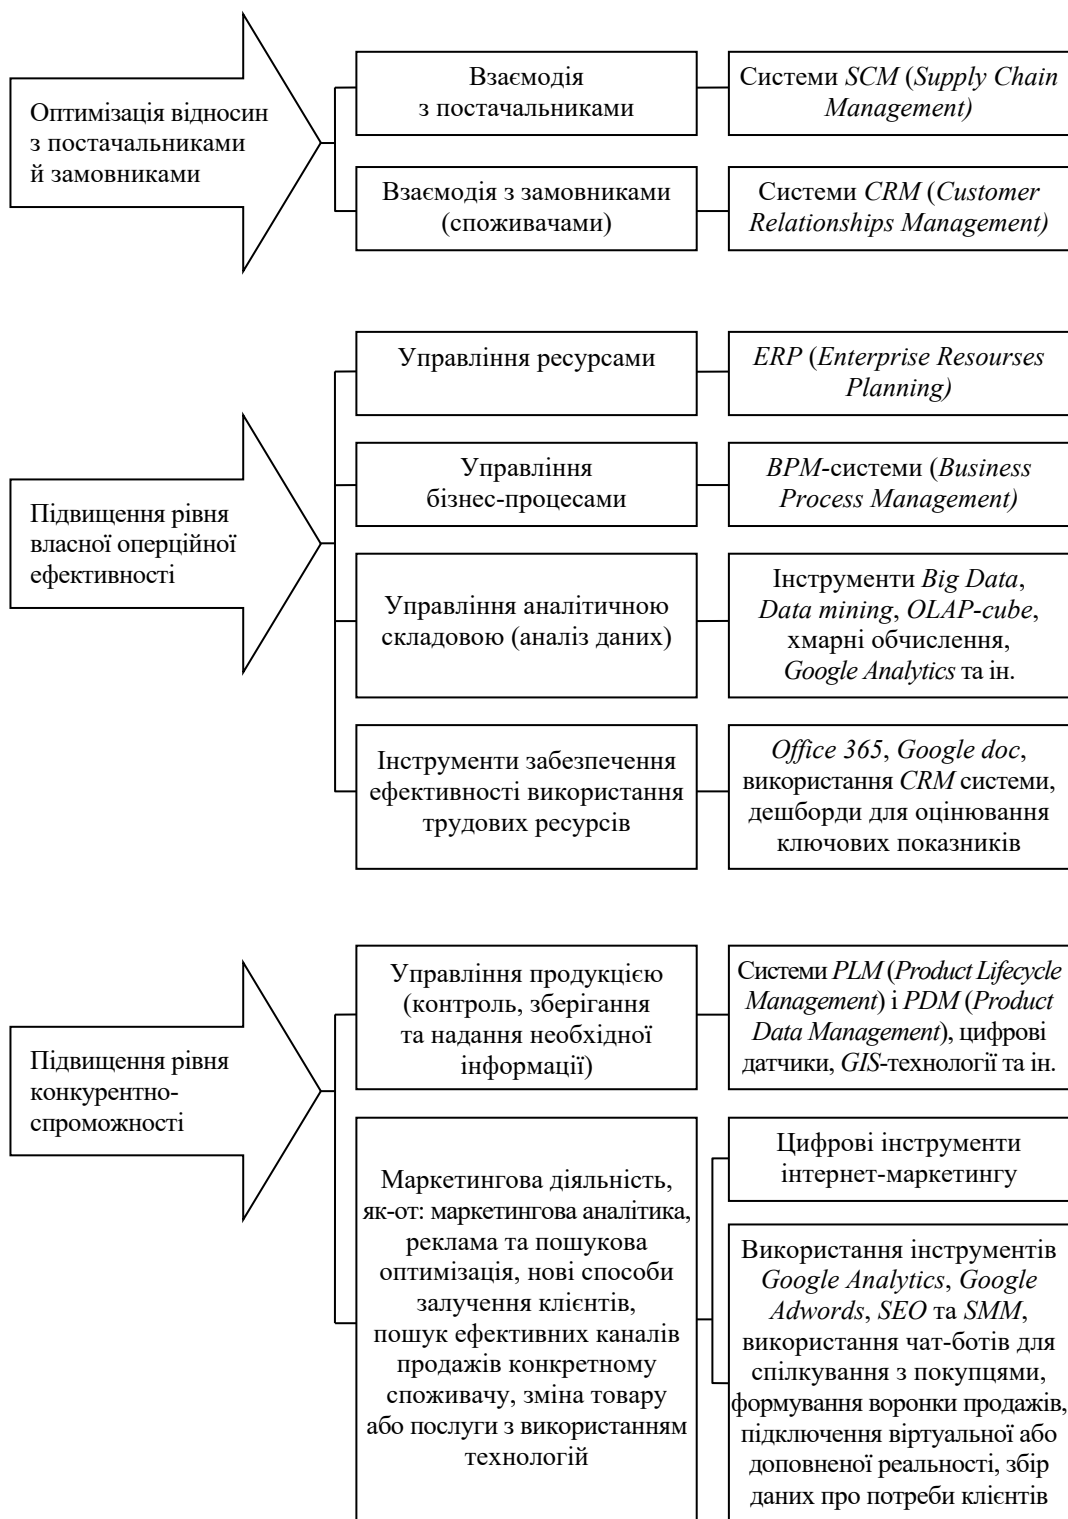 Оптимізація відносин
з постачальниками
й замовниками
Взаємодія
з постачальниками
Системи SCM (Supply Chain
Management)
Взаємодія з замовниками
(споживачами)
Системи CRM (Customer
Relationships Management)
Підвищення рівня
власної оперційної
ефективності
Управління ресурсами
ERP (Enterprise Resourses
Planning)
Управління
бізнес-процесами
BPM-системи (Business
Process Management)
Управління аналітичною
складовою (аналіз даних)
Інструменти Big Data,
Data mining, OLAP-cube,
хмарні обчислення,
Google Analytics та ін.
Інструменти забезпечення
ефективності використання
трудових ресурсів
Office 365, Google doc,
використання CRM системи,
дешборди для оцінювання
ключових показників
Підвищення рівня
конкурентно-
спроможності
Управління продукцією
(контроль, зберігання
та надання необхідної
інформації)
Системи PLM (Product Lifecycle
Management) і PDM (Product
Data Management), цифрові
датчики, GIS-технології та ін.
Маркетингова діяльність,
як-от: маркетингова аналітика,
реклама та пошукова
оптимізація, нові способи
залучення клієнтів,
пошук ефективних каналів
продажів конкретному
споживачу, зміна товару
або послуги з використанням
технологій
Цифрові інструменти
інтернет-маркетингу
Використання інструментів
Google Analytics, Google
Adwords, SEO та SMM,
використання чат-ботів для
спілкування з покупцями,
формування воронки продажів,
підключення віртуальної або
доповненої реальності, збір
даних про потреби клієнтів